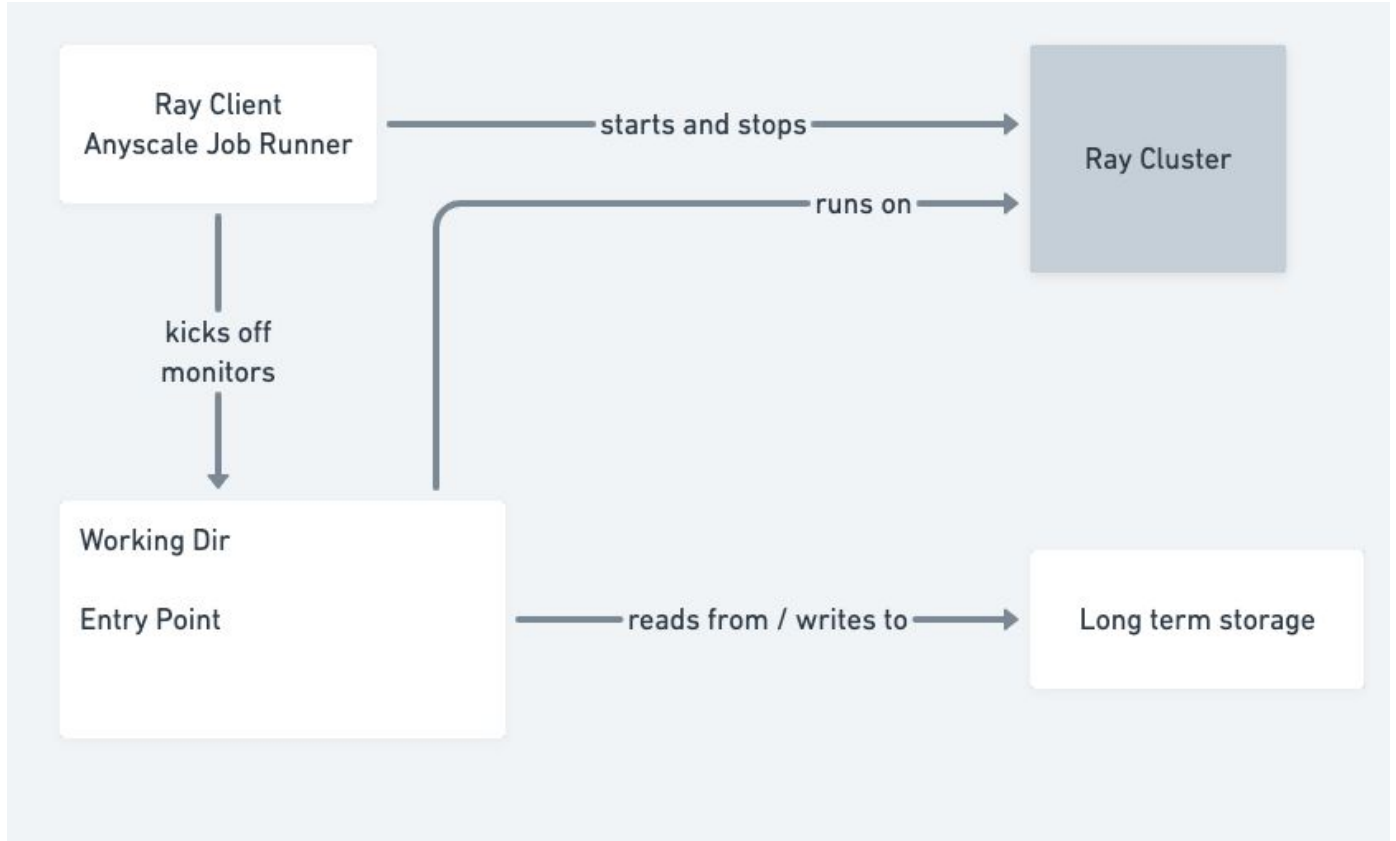 Ray Client
Anyscale Job Runner
starts and stops
Ray Cluster
runs on
kicks off
monitors
Working Dir
Entry Point
reads from / writes to
Long term storage